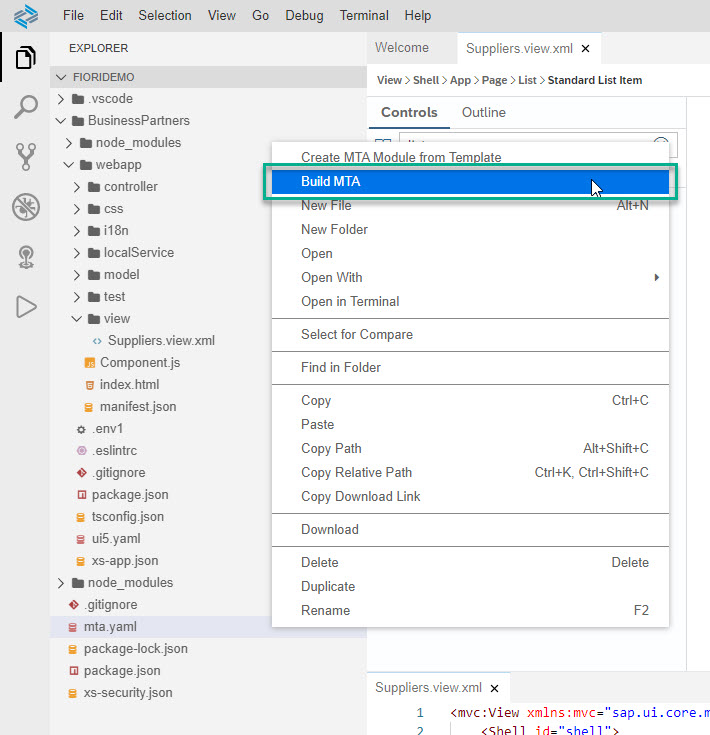 File Edit Selection View Go Debug Terminal Help
EXPLORER
FIORIDEMO
.vscode
BusinessPartners
node_modules
webapp
controller
css
i18n
localService
model
test
view
Suppliers.view.xml
Component.js
index.html
manifest.json
.env1
.eslintrc
.gitignore
package.json
tsconfig.json
ui5.yaml
xs-app.json
node_modules
.gitignore
mta.yaml
package-lock.json
package.json
xs-security.json
Welcome Suppliers.view.xml ×
View > Shell > App > Page > List > Standard List Item
Controls Outline
Create MTA Module from Template
Build MTA
New File Alt+N
New Folder
Open
Open With
Open in Terminal
Select for Compare
Find in Folder
Copy Ctrl+C
Paste
Copy Path Alt+Shift+C
Copy Relative Path Ctrl+K, Ctrl+Shift+C
Copy Download Link
Download
Delete Delete
Duplicate
Rename F2
Suppliers.view.xml ×
1 <mvc:View xmlns:mvc="sap.ui.core.m
2 <Shell id="shell">